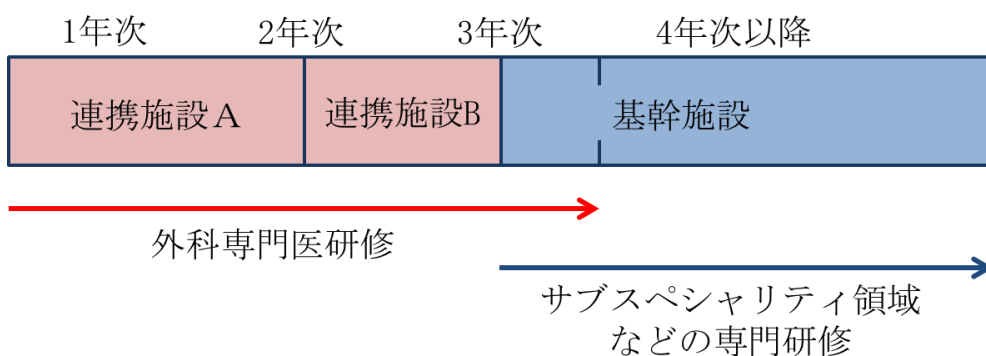 1年次 2年次 3年次 4年次以降
連携施設A 連携施設B 基幹施設
外科専門医研修
サブスペシャリティ領域
などの専門研修